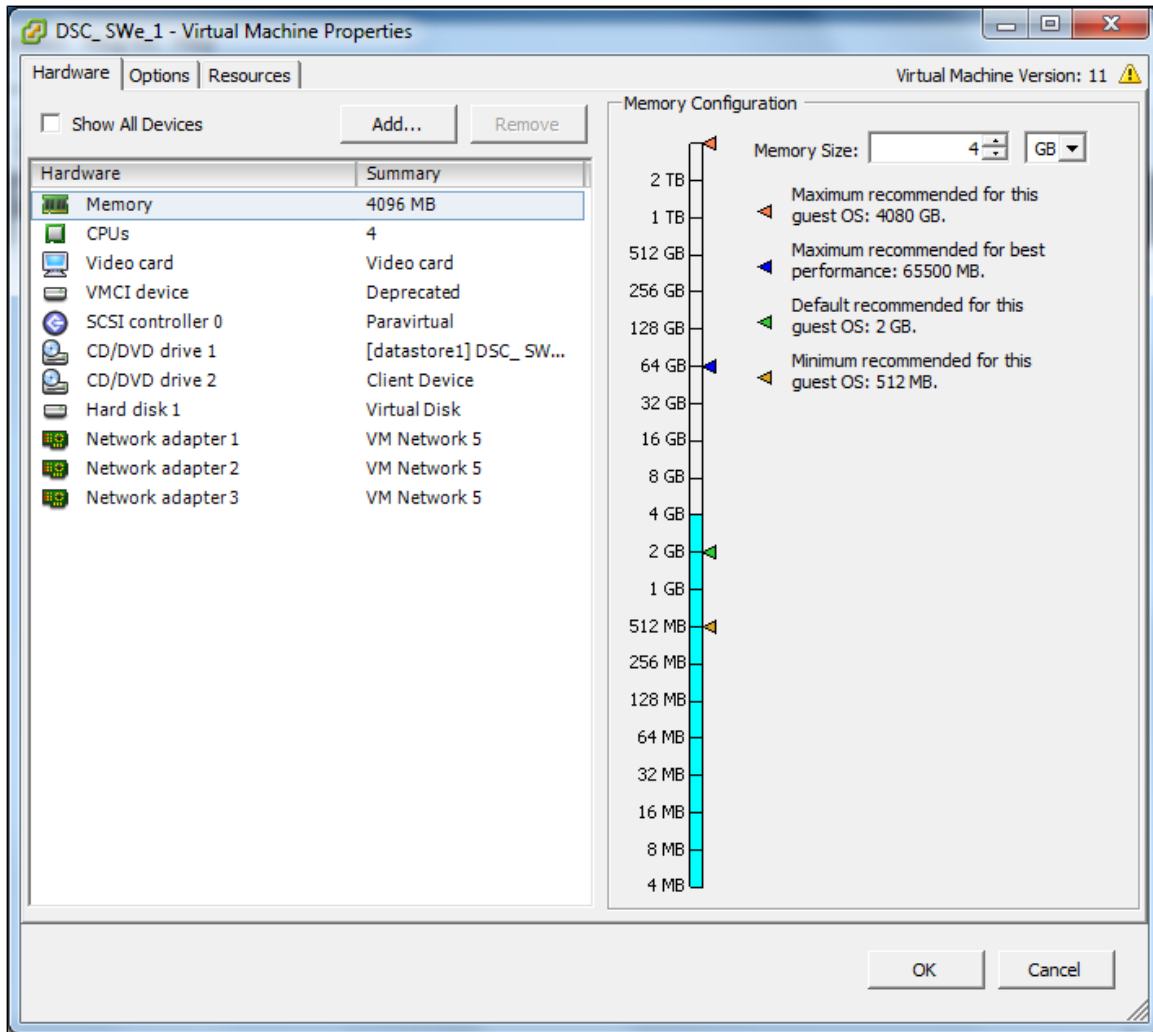 DSC_ SWe_1 - Virtual Machine Properties
Hardware Options Resources
Virtual Machine Version: 11
Show All Devices
Add...
Remove
Hardware Summary
Memory 4096 MB
CPUs 4
Video card Video card
VMCI device Deprecated
SCSI controller 0 Paravirtual
CD/DVD drive 1 [datastore1] DSC_ SW...
CD/DVD drive 2 Client Device
Hard disk 1 Virtual Disk
Network adapter 1 VM Network 5
Network adapter 2 VM Network 5
Network adapter 3 VM Network 5
Memory Configuration
Memory Size: 4 GB
2 TB
1 TB
512 GB
256 GB
128 GB
64 GB
32 GB
16 GB
8 GB
4 GB
2 GB
1 GB
512 MB
256 MB
128 MB
64 MB
32 MB
16 MB
8 MB
4 MB
Maximum recommended for this
guest OS: 4080 GB.
Maximum recommended for best
performance: 65500 MB.
Default recommended for this
guest OS: 2 GB.
Minimum recommended for this
guest OS: 512 MB.
OK
Cancel